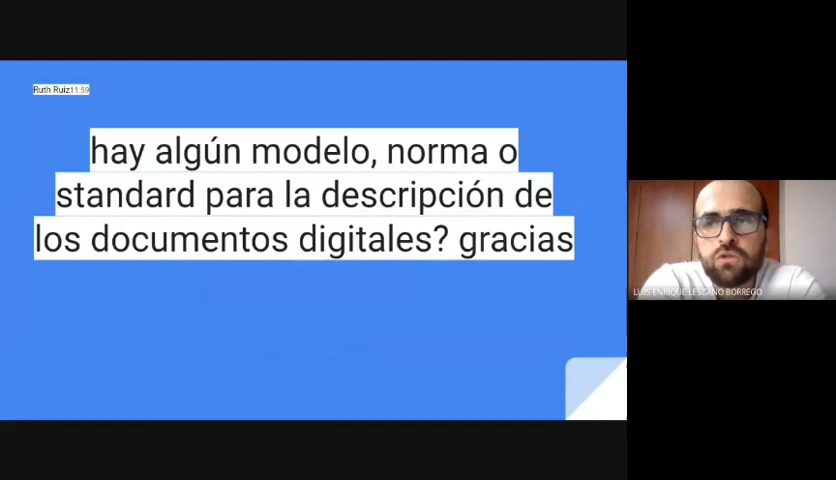 Ruth Ruiz11:59
hay algún modelo, norma o
standard para la descripción de
los documentos digitales? gracias
LUIS ENRIQUE LESCANO BORREGO